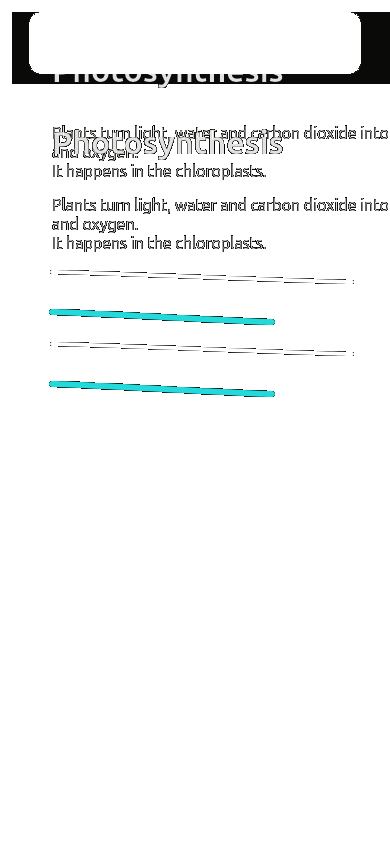 Photosynthesis
Plants turn light, water and carbon dioxide into
Photosynthesis
and oxygen.
It happens in the chloroplasts.
Plants turn light, water and carbon dioxide into
and oxygen.
It happens in the chloroplasts.